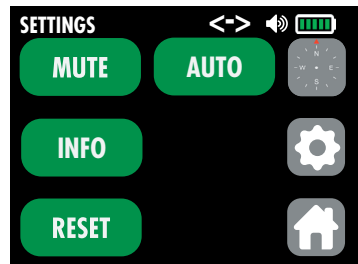 SETTINGS <->
MUTE AUTO
N
W E
S
INFO
RESET